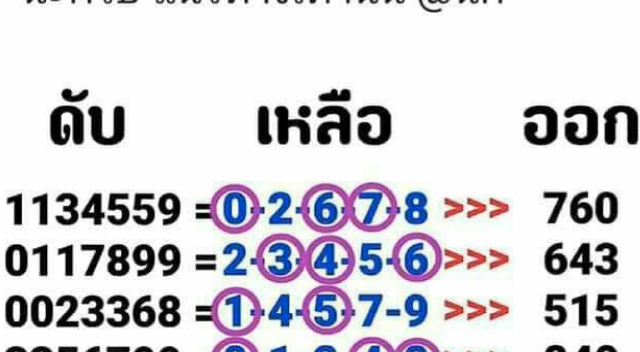 ดับ เหลือ ออก
1134559 =0-2-6-7-8 >>> 760
0117899 =2-3-4-5-6>>> 643
0023368 =1-4-5-7-9 >>> 515